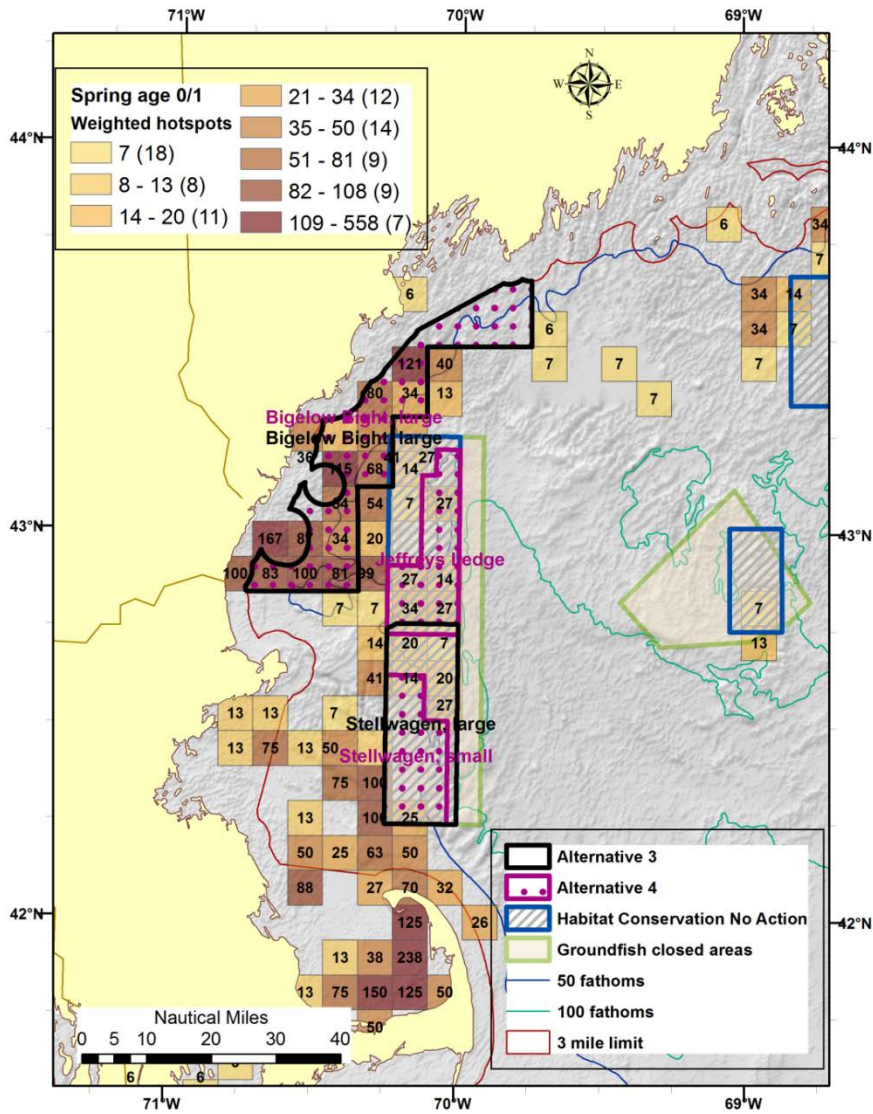 71°W 70°W 69°W
N
W E
S
Spring age 0/1
Weighted hotspots
7 (18)
8 - 13 (8)
14 - 20 (11)
21 - 34 (12)
35 - 50 (14)
51 - 81 (9)
82 - 108 (9)
109 - 558 (7)
44°N 44°N
6 34
7
6 34 14
6 34 7
121 40 7 7 7
80 34 13 7
Bigelow Bight, large
Bigelow Bight, large
36 115 68 41 27
14
54 7 27
43°N 43°N
167 34 20
Jeffreys Ledge
100 83 100 81 99 27 14
7 7 34 27 7
14 20 7 13
41 14 20
27
13 13 7
Stellwagen, large
13 75 13 50
Stellwagen, small
75
13 25
50 25 63 50
88 27 70 32
42°N 42°N
125 26
13 38 238
13 75 150 125 50
50
Nautical Miles
0 5 10 20 30 40
6 6
Alternative 3
Alternative 4
Habitat Conservation No Action
Groundfish closed areas
50 fathoms
100 fathoms
3 mile limit
71°W 70°W 69°W